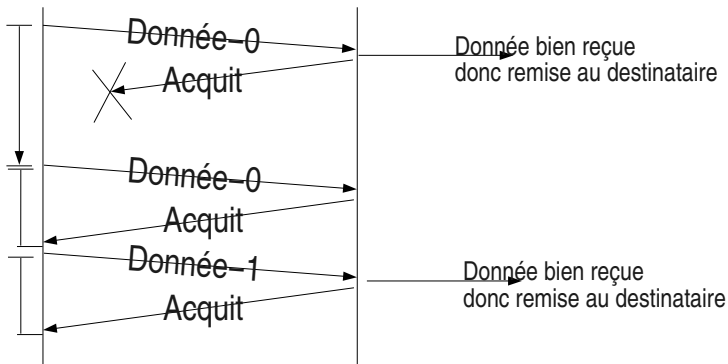 Donnée-0
Donnée bien reçue
donc remise au destinataire
Acquit
Donnée-0
Acquit
Donnée-1
Donnée bien reçue
donc remise au destinataire
Acquit